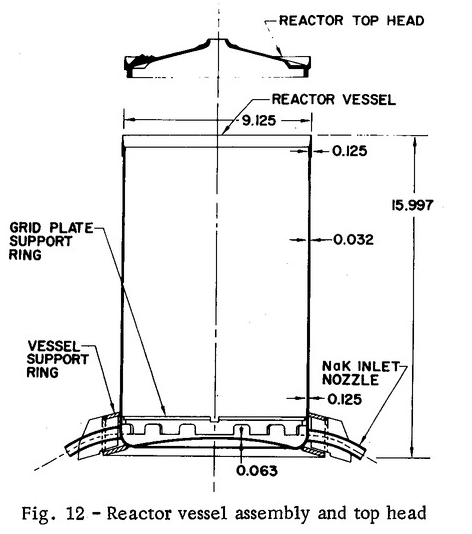 REACTOR TOP HEAD
REACTOR VESSEL
9.125
0.125
15.997
GRID PLATE
SUPPORT
RING
0.032
VESSEL
SUPPORT
RING
NaK INLET
NOZZLE
0.125
0.063
Fig. 12 - Reactor vessel assembly and top head